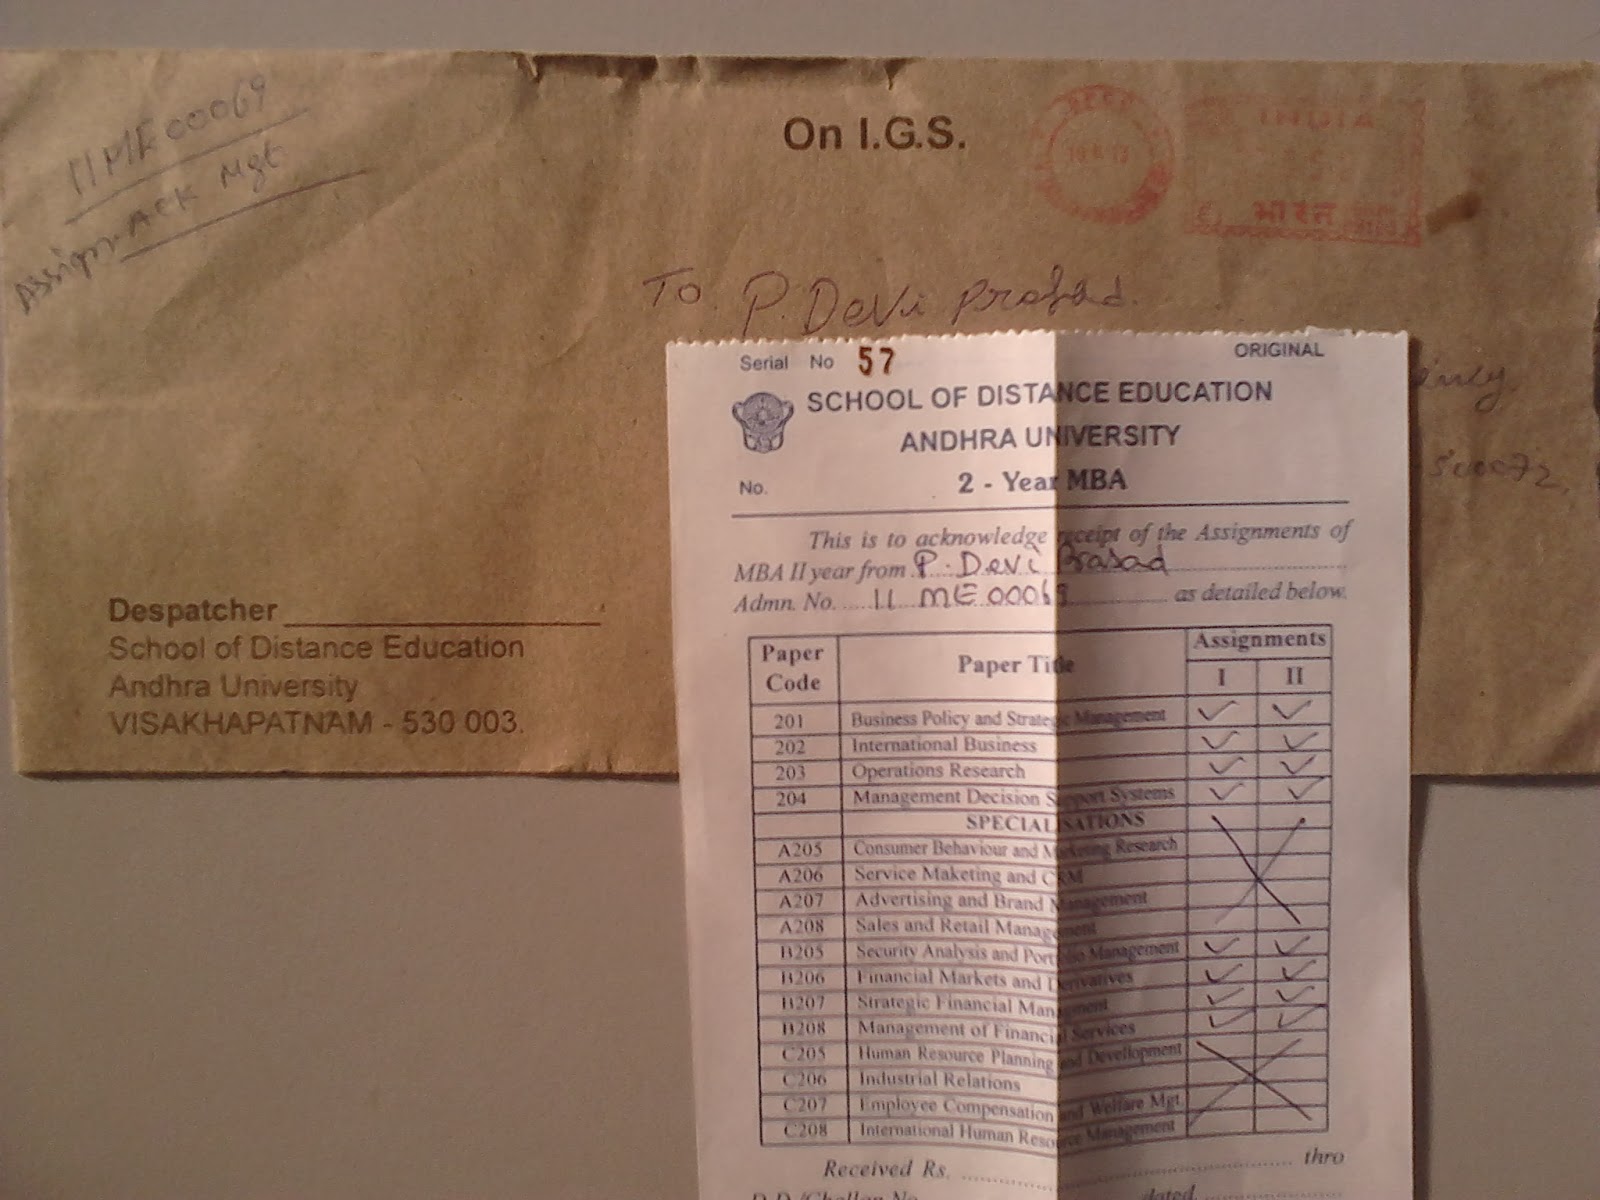 11ME00069
Assign. Ack Mgt
On I.G.S.
INDIA
भारत
To P. Devi Prasad.
500072
Despatcher
School of Distance Education
Andhra University
VISAKHAPATNAM - 530 003.
Serial No 57 ORIGINAL
SCHOOL OF DISTANCE EDUCATION
ANDHRA UNIVERSITY
No. 2 - Year MBA
This is to acknowledge receipt of the Assignments of
MBA II year from P. Devi Prasad
Admn. No. 11 ME 00069 as detailed below.
Paper Code Paper Title Assignments I II
201 Business Policy and Strategic Management ✓ ✓
202 International Business ✓ ✓
203 Operations Research ✓ ✓
204 Management Decision Support Systems ✓ ✓
SPECIALISATIONS
A205 Consumer Behaviour and Marketing Research
A206 Service Maketing and CRM
A207 Advertising and Brand Management
A208 Sales and Retail Management
B205 Security Analysis and Portfolio Management ✓ ✓
B206 Financial Markets and Derivatives ✓ ✓
B207 Strategic Financial Management ✓ ✓
B208 Management of Financial Services ✓ ✓
C205 Human Resource Planning and Devellopment
C206 Industrial Relations
C207 Employee Compensation and Welfare Mgt.
C208 International Human Resource Management
Received Rs. .......... thro
D.D./Challan No. dated.